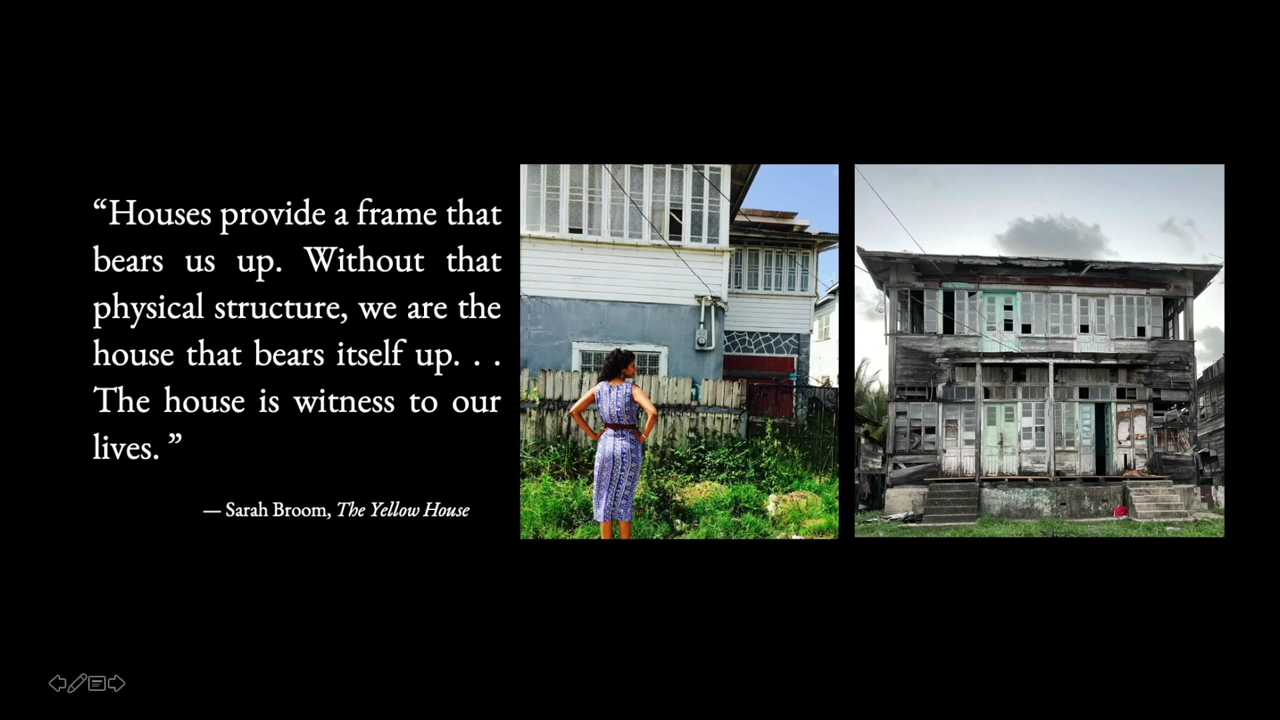 “Houses provide a frame that
bears us up. Without that
physical structure, we are the
house that bears itself up. . .
The house is witness to our
lives.”
— Sarah Broom, The Yellow House